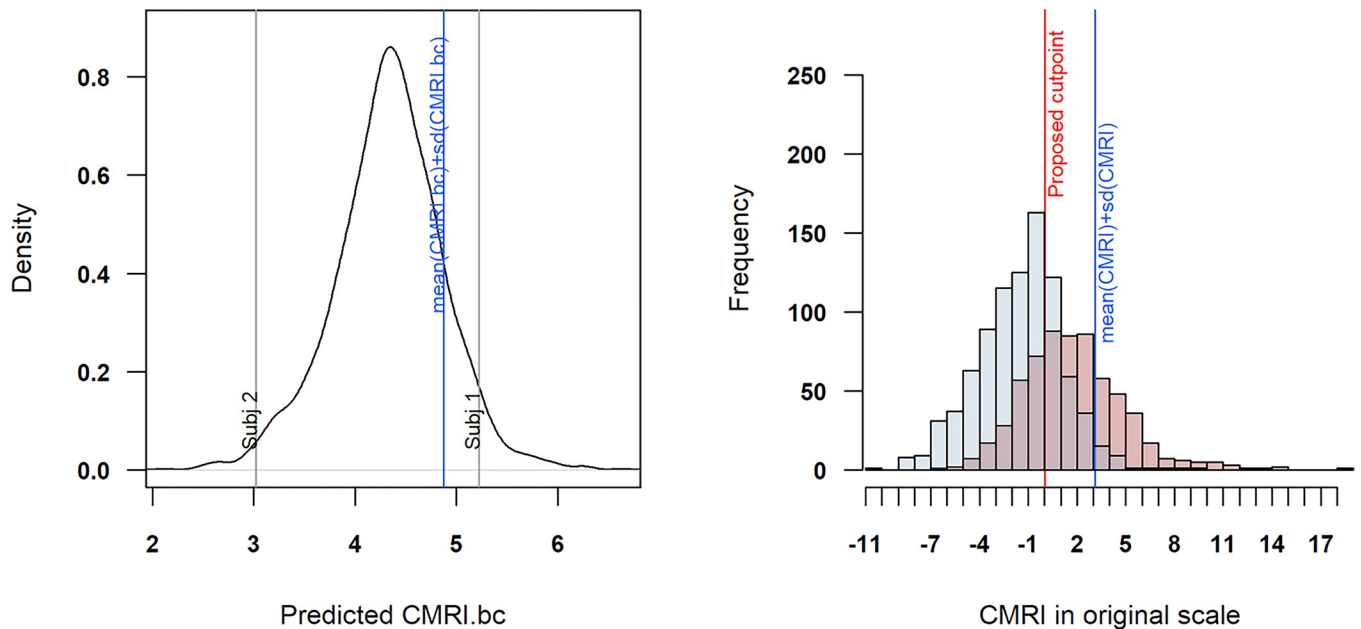 Density
0.8
0.6
0.4
0.2
0.0
2 3 4 5 6
Predicted CMRI.bc
Subj 2
mean(CMRI.bc)+sd(CMRI.bc)
Subj 1
Frequency
250
200
150
100
50
0
-11 -7 -4 -1 2 5 8 11 14 17
CMRI in original scale
Proposed cutpoint
mean(CMRI)+sd(CMRI)